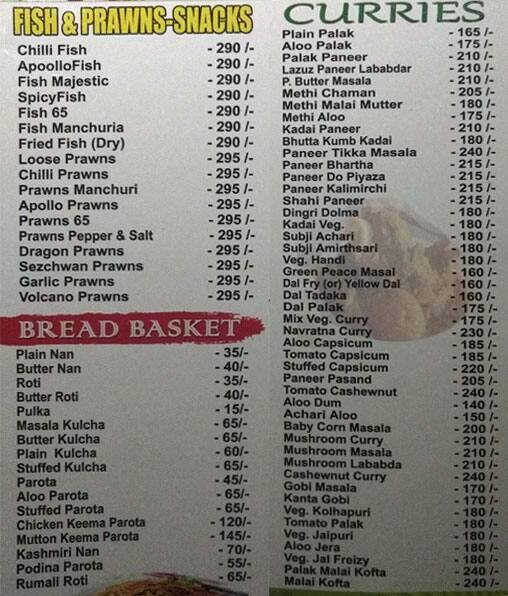 FISH & PRAWNS-SNACKS
Chilli Fish - 290 /-
ApoolloFish - 290 /-
Fish Majestic - 290 /-
SpicyFish - 290 /-
Fish 65 - 290 /-
Fish Manchuria - 290 /-
Fried Fish (Dry) - 290 /-
Loose Prawns - 295 /-
Chilli Prawns - 295 /-
Prawns Manchuri - 295 /-
Apollo Prawns - 295 /-
Prawns 65 - 295 /-
Prawns Pepper & Salt - 295 /-
Dragon Prawns - 295 /-
Sezchwan Prawns - 295 /-
Garlic Prawns - 295 /-
Volcano Prawns - 295 /-
BREAD BASKET
Plain Nan - 35/-
Butter Nan - 40/-
Roti - 35/-
Butter Roti - 40/-
Pulka - 15/-
Masala Kulcha - 65/-
Butter Kulcha - 65/-
Plain Kulcha - 60/-
Stuffed Kulcha - 65/-
Parota - 45/-
Aloo Parota - 65/-
Stuffed Parota - 65/-
Chicken Keema Parota - 120/-
Mutton Keema Parota - 145/-
Kashmiri Nan - 70/-
Podina Parota - 55/-
Rumali Roti - 65/-
CURRIES
Plain Palak - 165 /-
Aloo Palak - 175 /-
Palak Paneer - 210 /-
Lazuz Paneer Lababdar - 210 /-
P. Butter Masala - 210 /-
Methi Chaman - 205 /-
Methi Malai Mutter - 180 /-
Methi Aloo - 175 /-
Kadai Paneer - 210 /-
Bhutta Kumb Kadai - 180 /-
Paneer Tikka Masala - 240 /-
Paneer Bhartha - 215 /-
Paneer Do Piyaza - 215 /-
Paneer Kalimirchi - 215 /-
Shahi Paneer - 215 /-
Dingri Dolma - 180 /-
Kadai Veg. - 180 /-
Subji Achari - 180 /-
Subji Amirthsari - 180 /-
Veg. Handi - 180 /-
Green Peace Masal - 160 /-
Dal Fry (or) Yellow Dal - 160 /-
Dal Tadaka - 160 /-
Dal Palak - 175 /-
Mix Veg. Curry - 175 /-
Navratna Curry - 230 /-
Aloo Capsicum - 185 /-
Tomato Capsicum - 185 /-
Stuffed Capsicum - 220 /-
Paneer Pasand - 205 /-
Tomato Cashewnut - 240 /-
Aloo Dum - 140 /-
Achari Aloo - 150 /-
Baby Corn Masala - 200 /-
Mushroom Curry - 210 /-
Mushroom Masala - 210 /-
Mushroom Lababda - 210 /-
Cashewnut Curry - 240 /-
Gobi Masala - 170 /-
Kanta Gobi - 170 /-
Veg. Kolhapuri - 180 /-
Tomato Palak - 180 /-
Veg. Jaipuri - 180 /-
Aloo Jera - 180 /-
Veg. Jal Freizy - 180 /-
Palak Malai Kofta - 240 /-
Malai Kofta - 240 /-